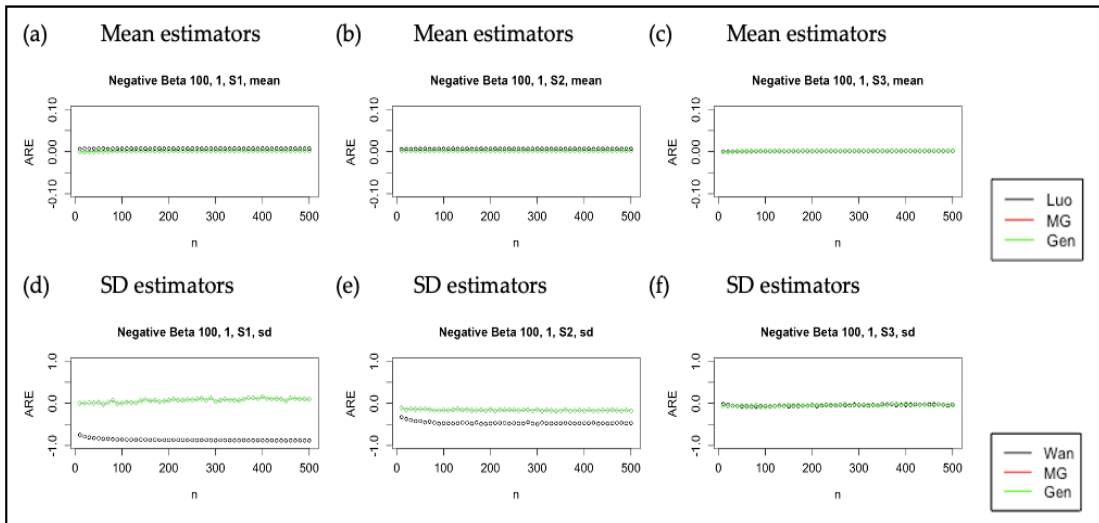 (a) Mean estimators
Negative Beta 100, 1, S1, mean
ARE
0.10
0.00
-0.10
0 100 200 300 400 500
n
(b) Mean estimators
Negative Beta 100, 1, S2, mean
ARE
0.10
0.00
-0.10
0 100 200 300 400 500
n
(c) Mean estimators
Negative Beta 100, 1, S3, mean
ARE
0.10
0.00
-0.10
0 100 200 300 400 500
n
Luo
MG
Gen
(d) SD estimators
Negative Beta 100, 1, S1, sd
ARE
1.0
0.0
-1.0
0 100 200 300 400 500
n
(e) SD estimators
Negative Beta 100, 1, S2, sd
ARE
1.0
0.0
-1.0
0 100 200 300 400 500
n
(f) SD estimators
Negative Beta 100, 1, S3, sd
ARE
1.0
0.0
-1.0
0 100 200 300 400 500
n
Wan
MG
Gen